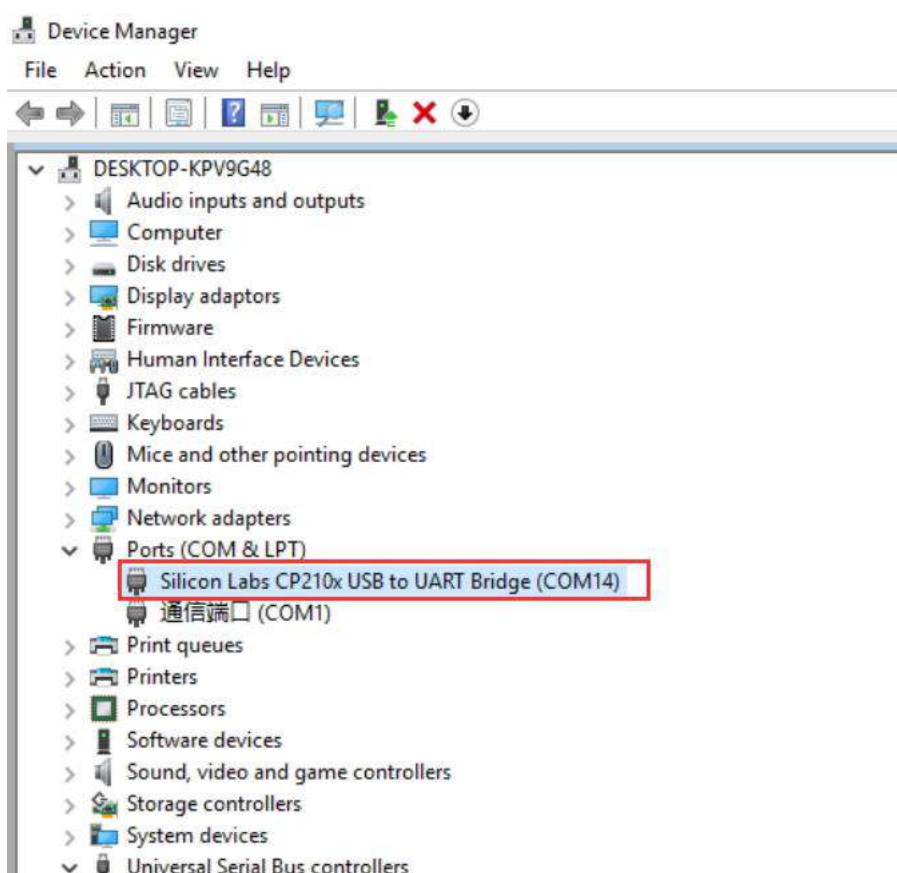 Device Manager
File Action View Help
DESKTOP-KPV9G48
Audio inputs and outputs
Computer
Disk drives
Display adaptors
Firmware
Human Interface Devices
JTAG cables
Keyboards
Mice and other pointing devices
Monitors
Network adapters
Ports (COM & LPT)
Silicon Labs CP210x USB to UART Bridge (COM14)
通信端口 (COM1)
Print queues
Printers
Processors
Software devices
Sound, video and game controllers
Storage controllers
System devices
Universal Serial Bus controllers